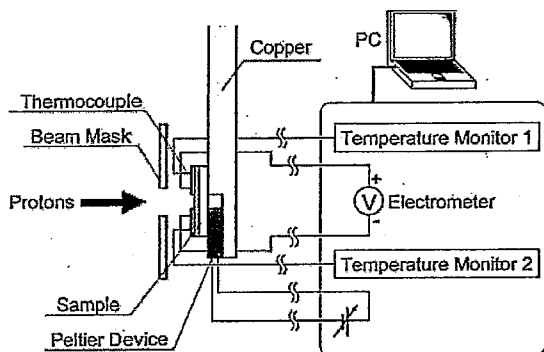 Copper
PC
Thermocouple
Beam Mask
Temperature Monitor 1
Protons
+
V
Electrometer
-
Temperature Monitor 2
Sample
Peltier Device